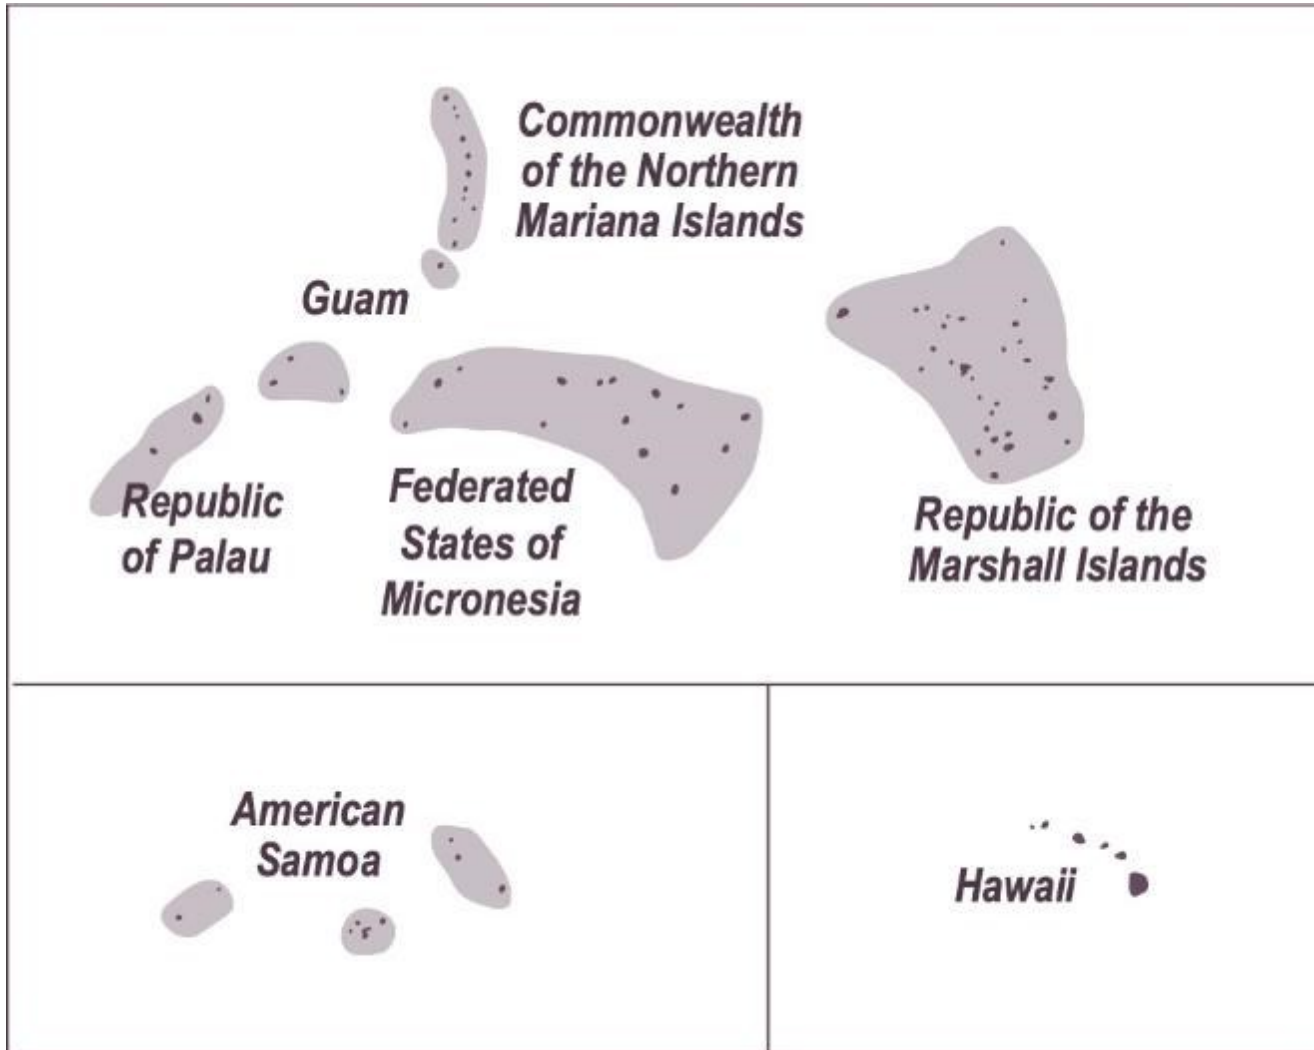 Commonwealth
of the Northern
Mariana Islands
Guam
Republic
of Palau
Federated
States of
Micronesia
Republic of the
Marshall Islands
American
Samoa
Hawaii